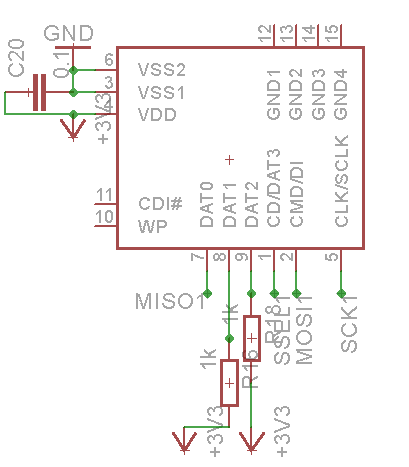 GND
C20
0.1
+3V3
6
3
4
VSS2
VSS1
VDD
12
13
14
15
GND1
GND2
GND3
GND4
11
10
CDI#
WP
DAT0
DAT1
DAT2
CD/DAT3
CMD/DI
CLK/SCLK
7
8
9
1
2
5
MISO1
1k
R18
SSEL1
MOSI1
SCK1
1k
+3V3
+3V3